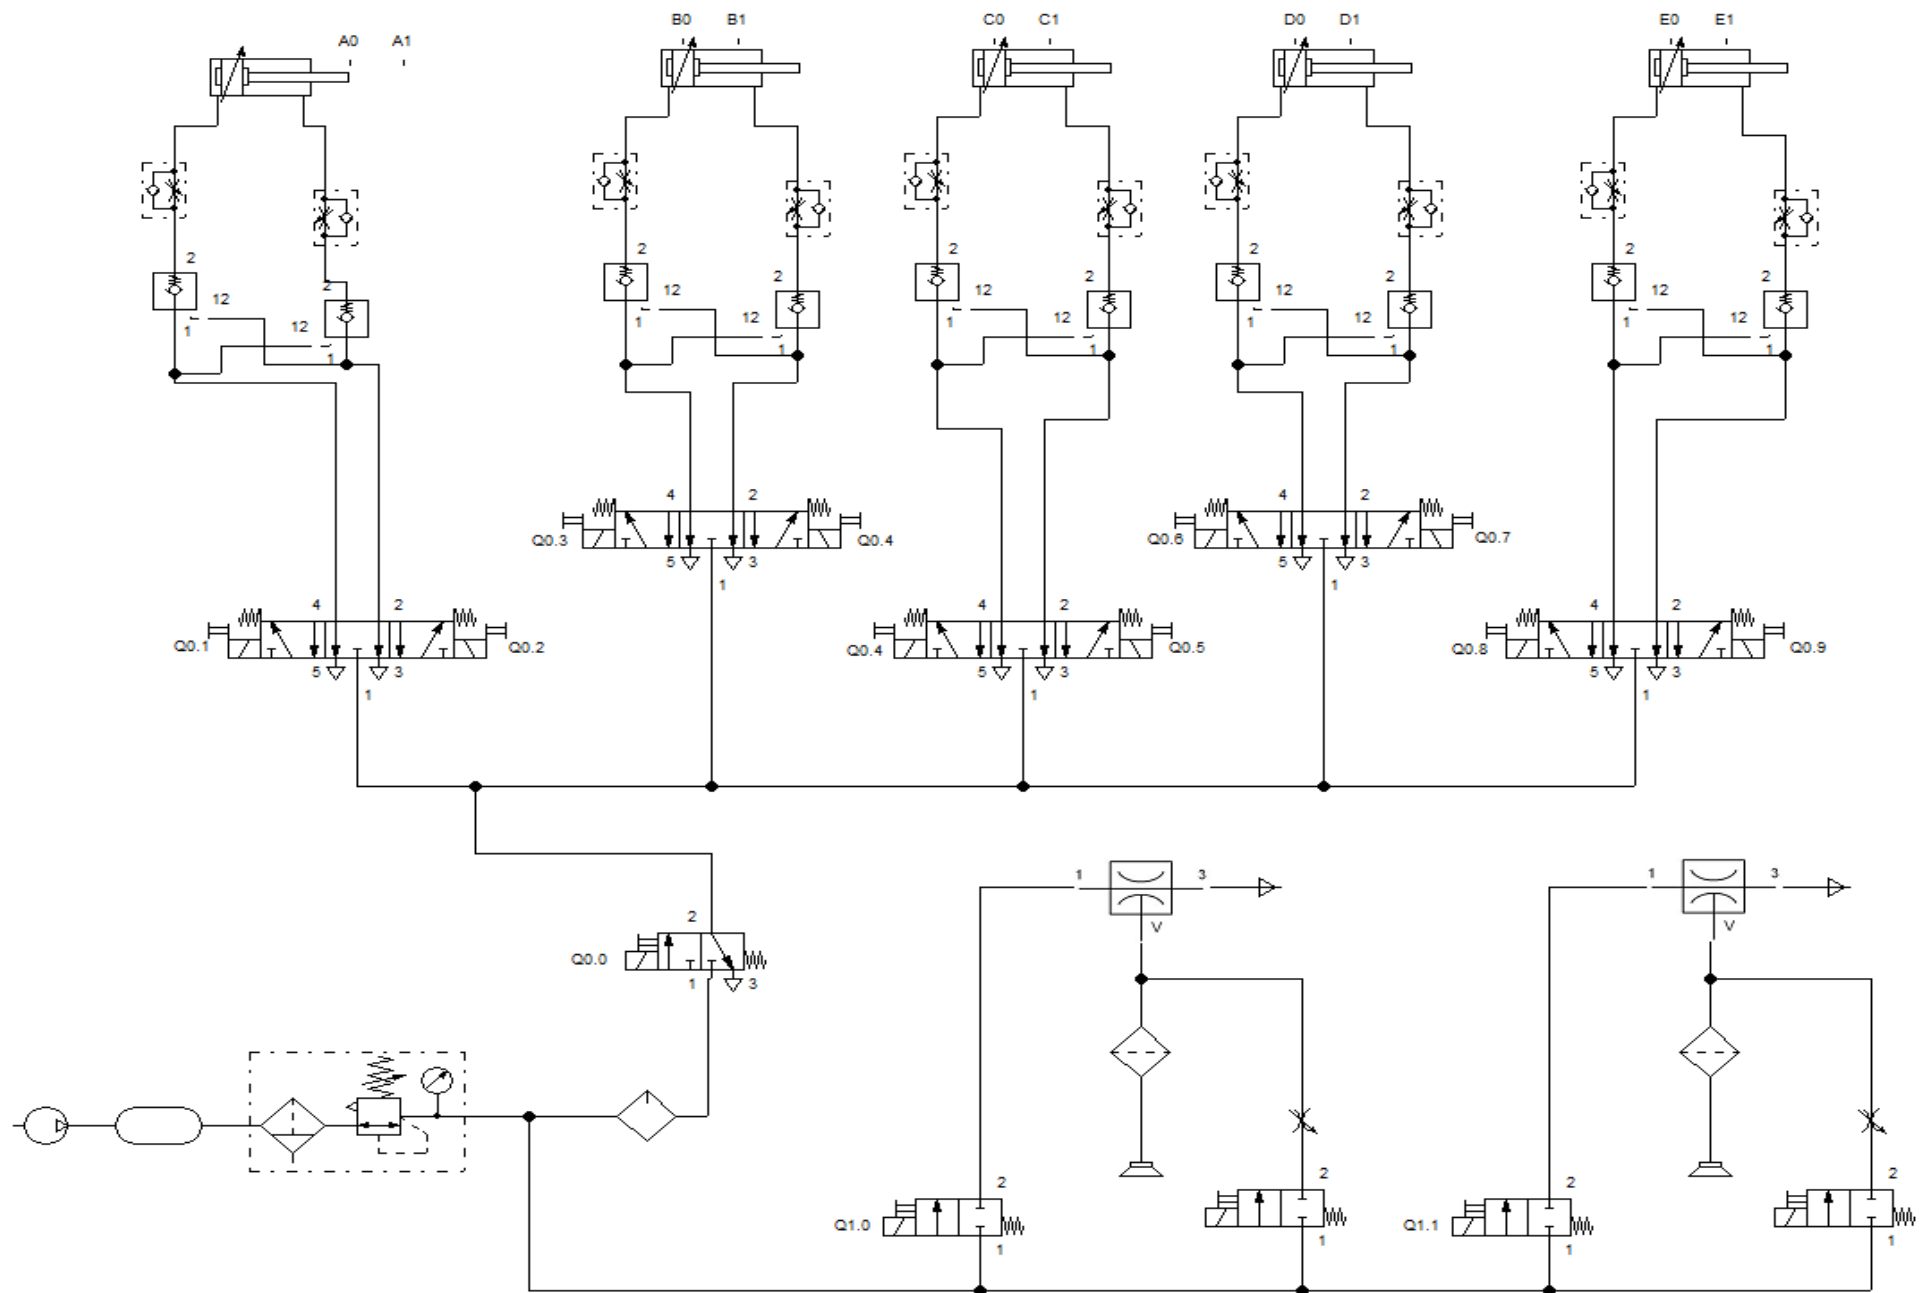 B0 B1 C0 C1 D0 D1 E0 E1
A0 A1
2 2 2 2 2
2 2 2 2 2
12 12 12 12 12
12 12 12 12 12
1 1 1 1 1
1 1 1 1 1
4 2 4 2
Q0.3 Q0.4 Q0.6 Q0.7
5 3 5 3
1 1
4 2 4 2 4 2
Q0.1 Q0.2 Q0.4 Q0.5 Q0.8 Q0.9
5 3 5 3 5 3
1 1 1
1 3 1 3
2
V V
Q0.0
1 3
2 2 2 2
Q1.0 Q1.1
1 1 1 1